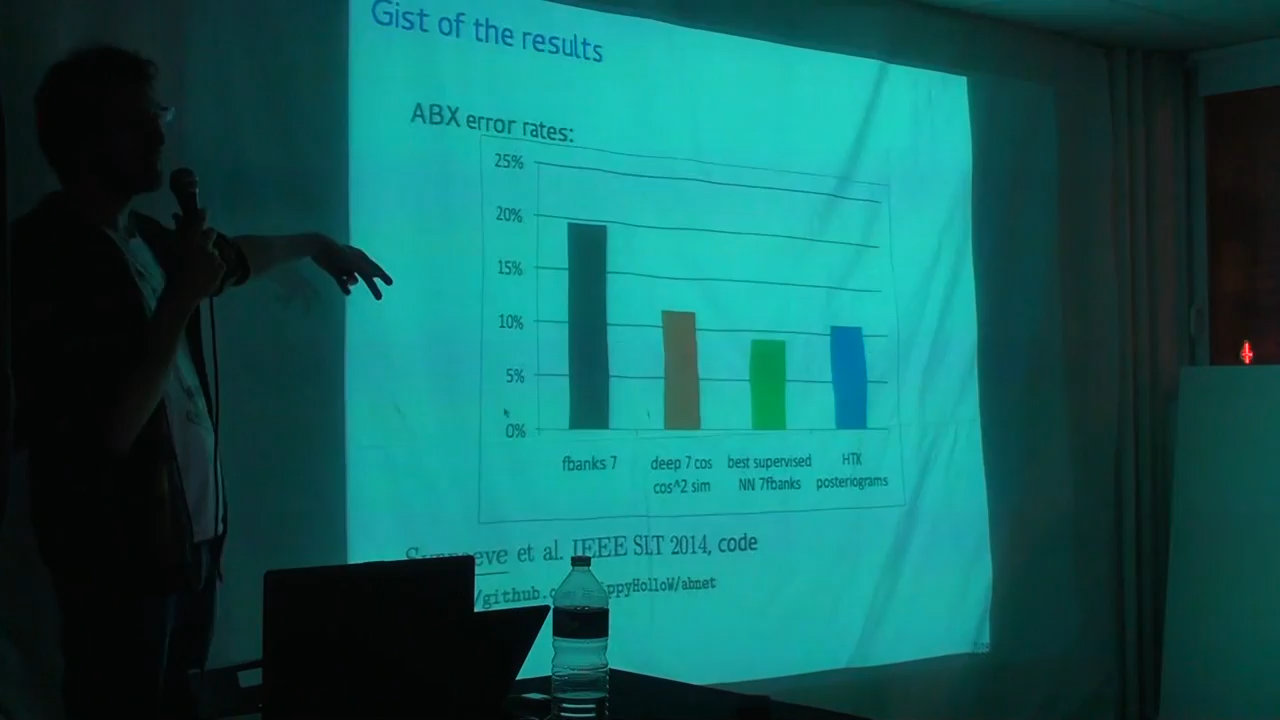 Gist of the results
ABX error rates:
25%
20%
15%
10%
5%
0%
fbanks 7
deep 7 cos
cos^2 sim
best supervised
NN 7fbanks
HTK
posteriograms
et al. IEEE SLT 2014, code
/github.c ppyHolloW/abnet